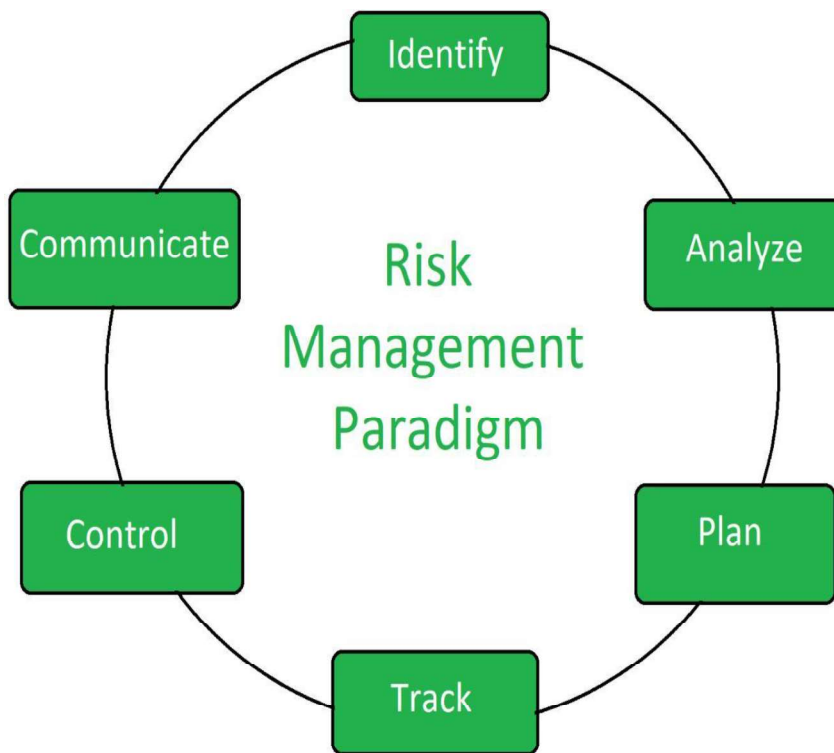 Identify
Analyze
Plan
Track
Control
Communicate
Risk
Management
Paradigm